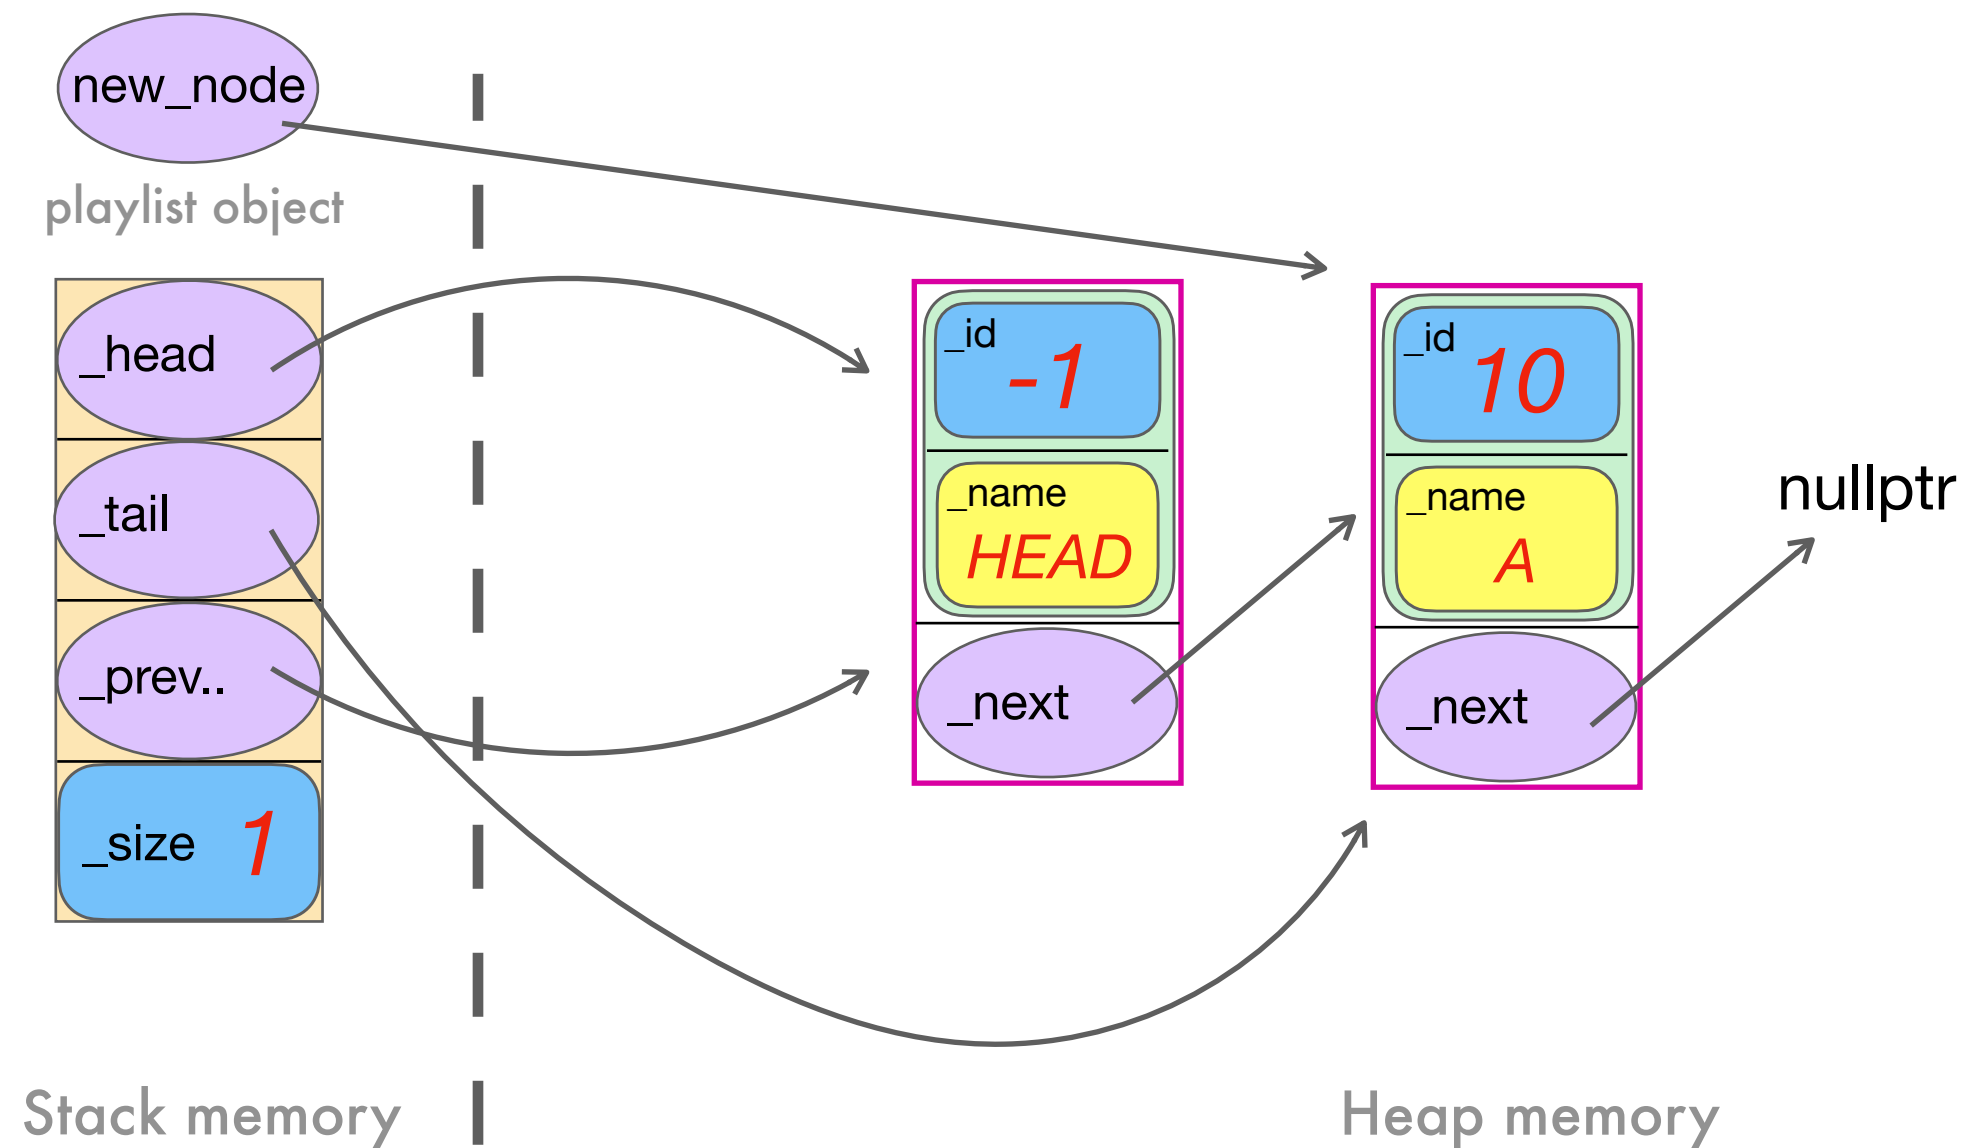 new_node
playlist object
_head
_tail
_prev..
_size 1
_id
-1
_name
HEAD
_next
_id
10
_name
A
_next
nullptr
Stack memory
Heap memory